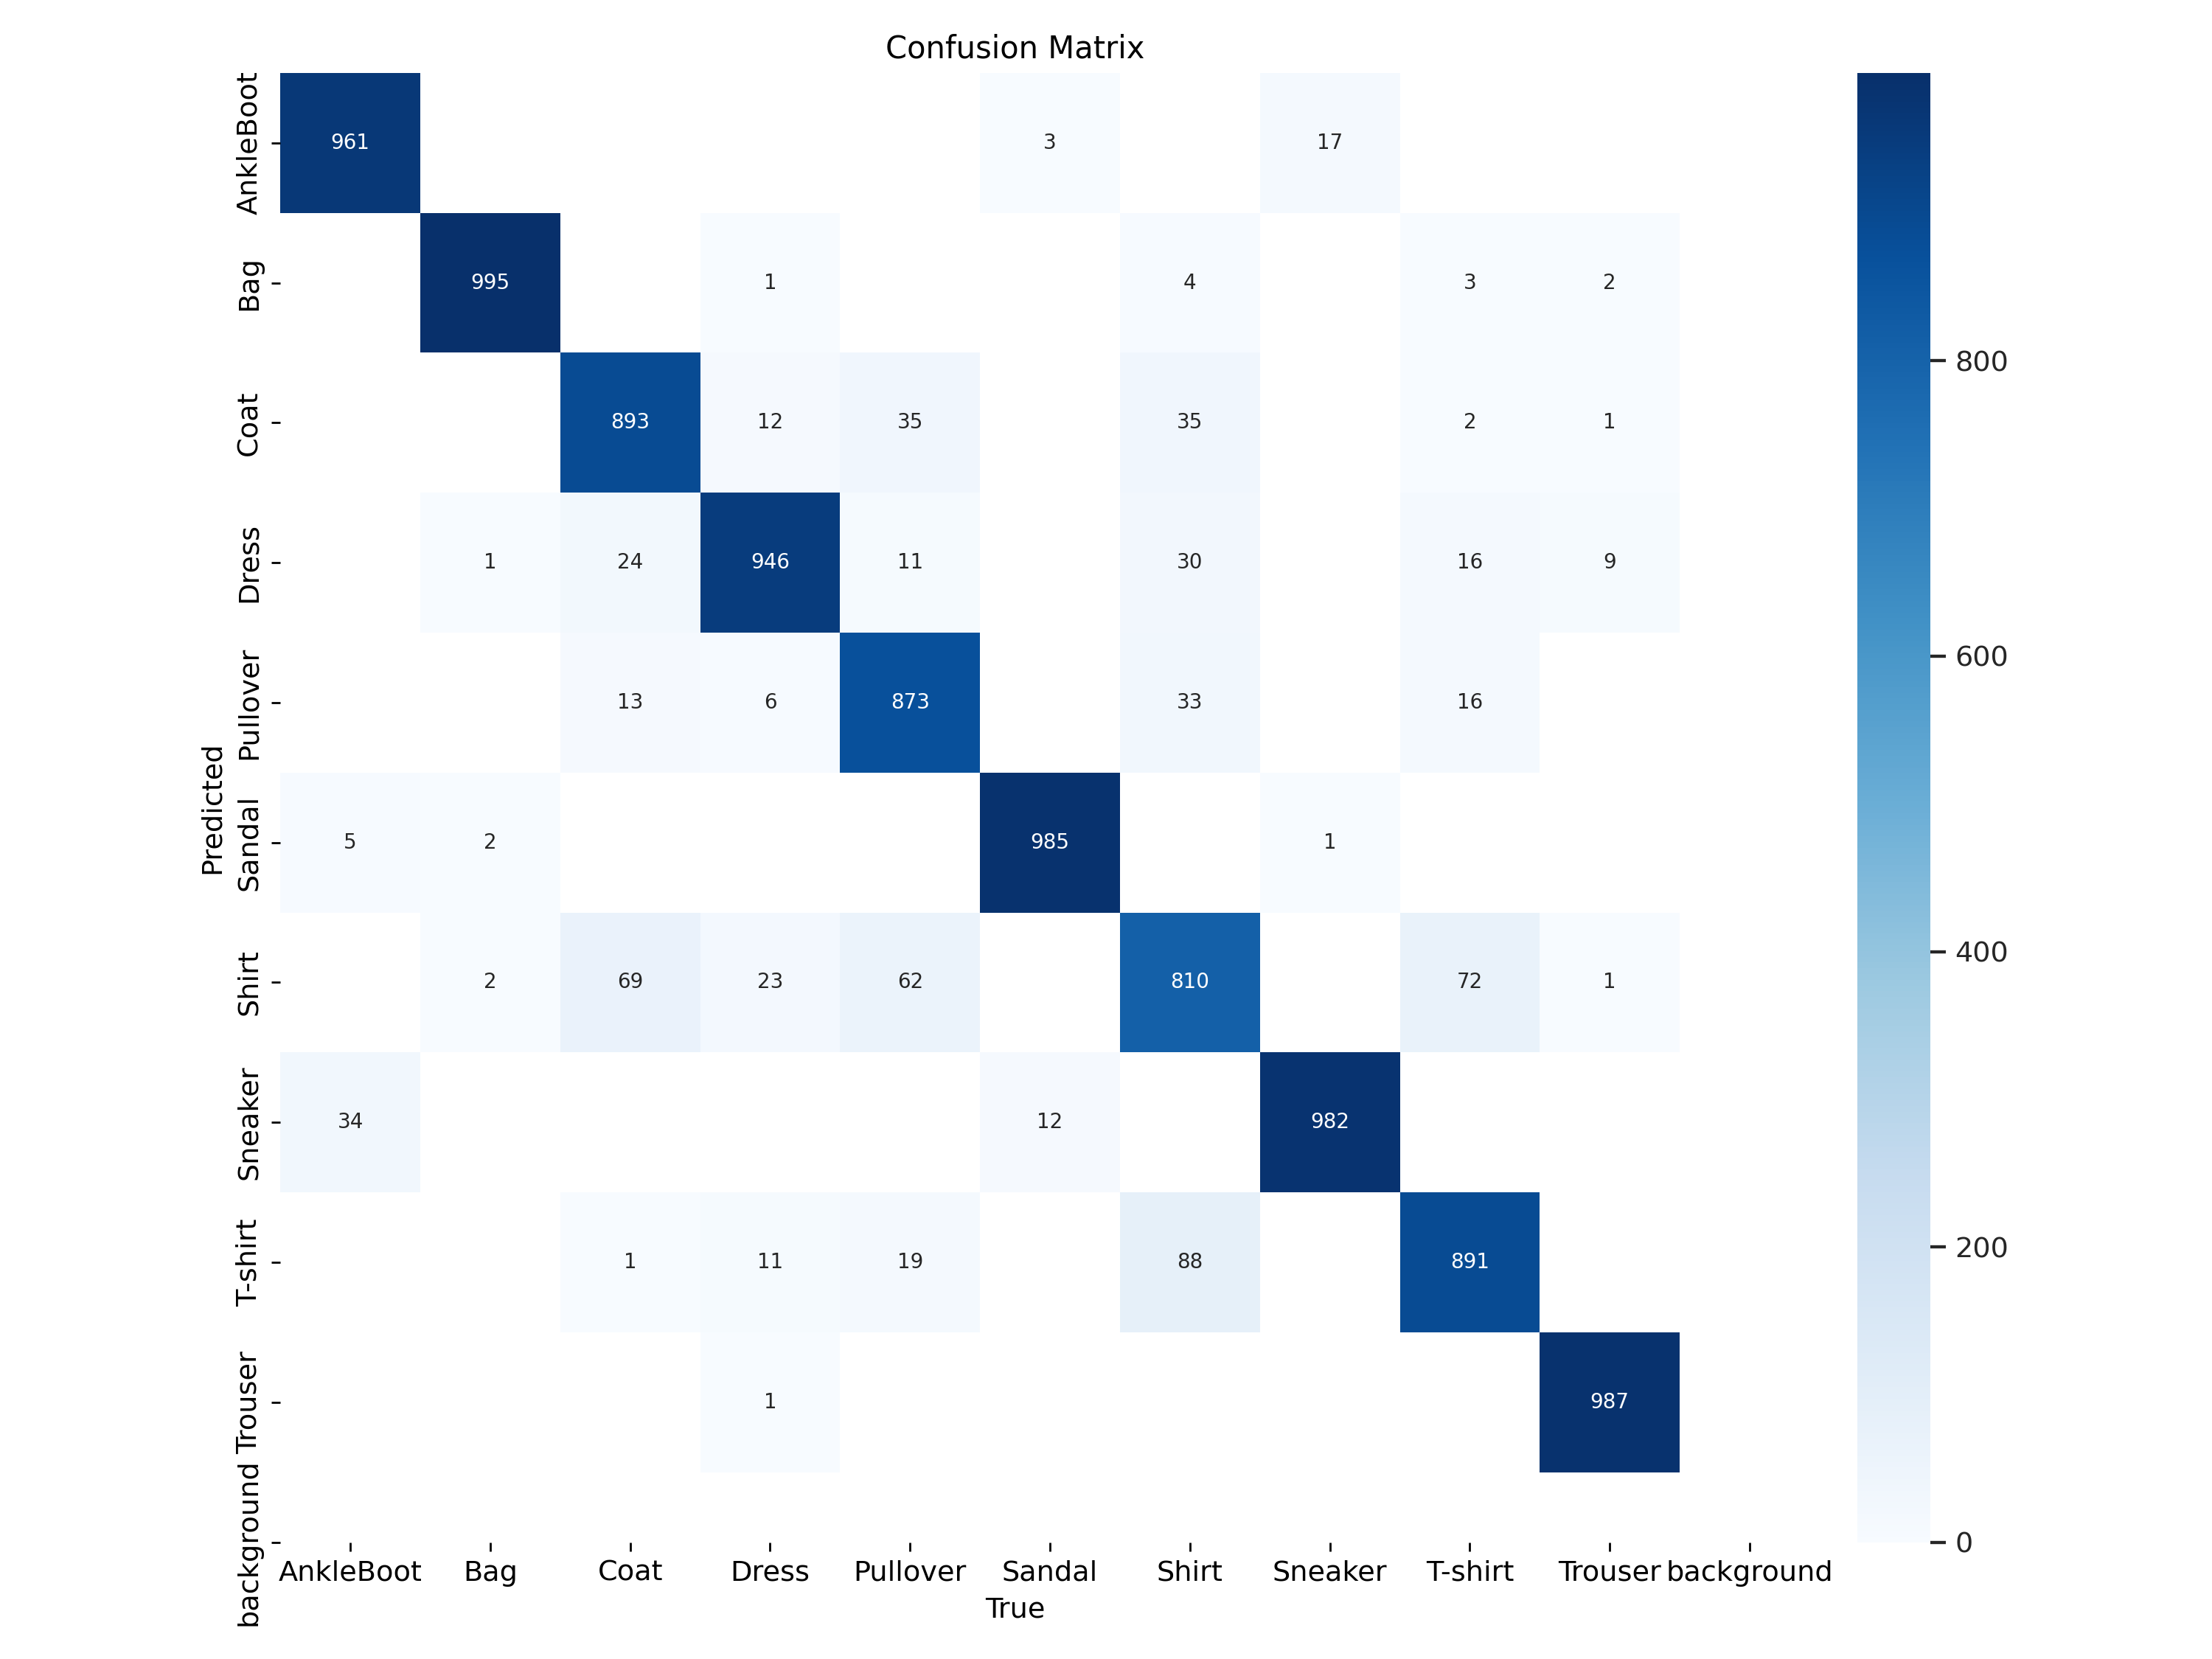 Confusion Matrix
AnkleBoot 961 3 17
Bag 995 1 4 3 2
Coat 893 12 35 35 2 1
Dress 1 24 946 11 30 16 9
Pullover 13 6 873 33 16
Sandal 5 2 985 1
Shirt 2 69 23 62 810 72 1
Sneaker 34 12 982
T-shirt 1 11 19 88 891
Trouser 1 987
background
Predicted
AnkleBoot Bag Coat Dress Pullover Sandal Shirt Sneaker T-shirt Trouser background
True
800
600
400
200
0